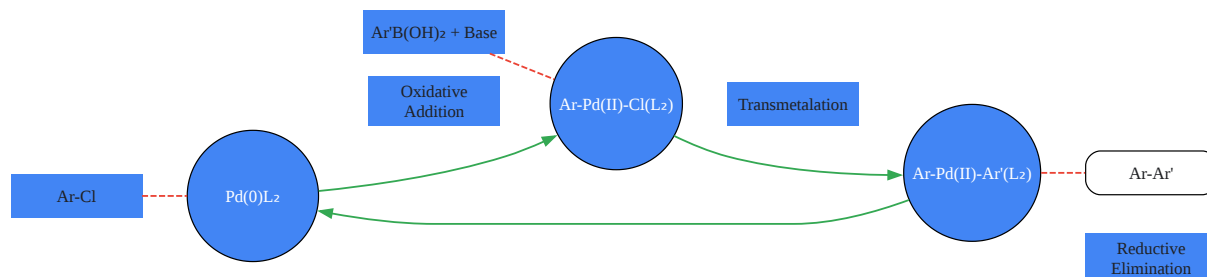 Ar'B(OH)₂ + Base
Oxidative
Addition
Ar-Pd(II)-Cl(L₂)
Transmetalation
Ar-Cl
Pd(0)L₂
Ar-Pd(II)-Ar'(L₂)
Ar-Ar'
Reductive
Elimination